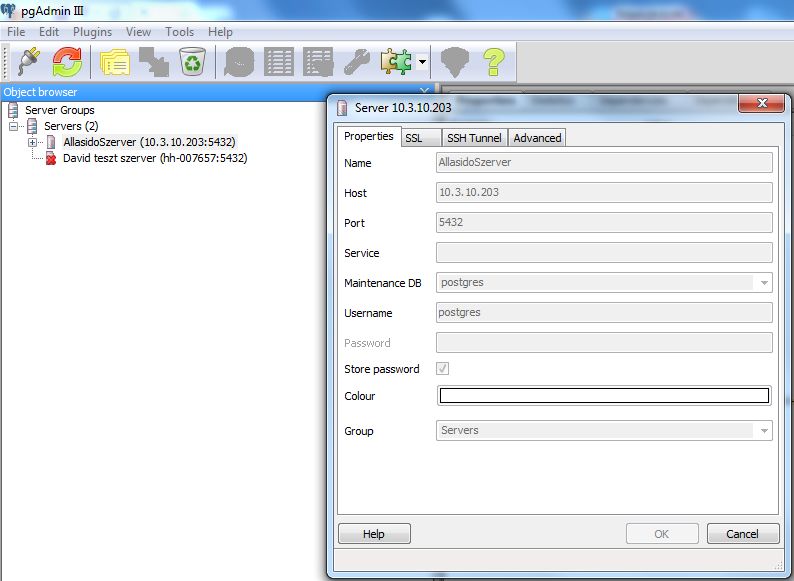 pgAdmin III
File Edit Plugins View Tools Help
Object browser
Server Groups
Servers (2)
AllasidoSzerver (10.3.10.203:5432)
David teszt szerver (hh-007657:5432)
Server 10.3.10.203
Properties SSL SSH Tunnel Advanced
Name AllasidoSzerver
Host 10.3.10.203
Port 5432
Service
Maintenance DB postgres
Username postgres
Password
Store password
Colour
Group Servers
Help OK Cancel